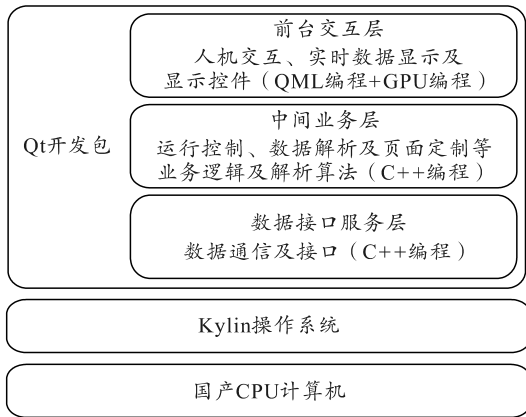 前台交互层
人机交互、实时数据显示及
显示控件（QML编程+GPU编程）
Qt开发包
中间业务层
运行控制、数据解析及页面定制等
业务逻辑及解析算法（C++编程）
数据接口服务层
数据通信及接口（C++编程）
Kylin操作系统
国产CPU计算机